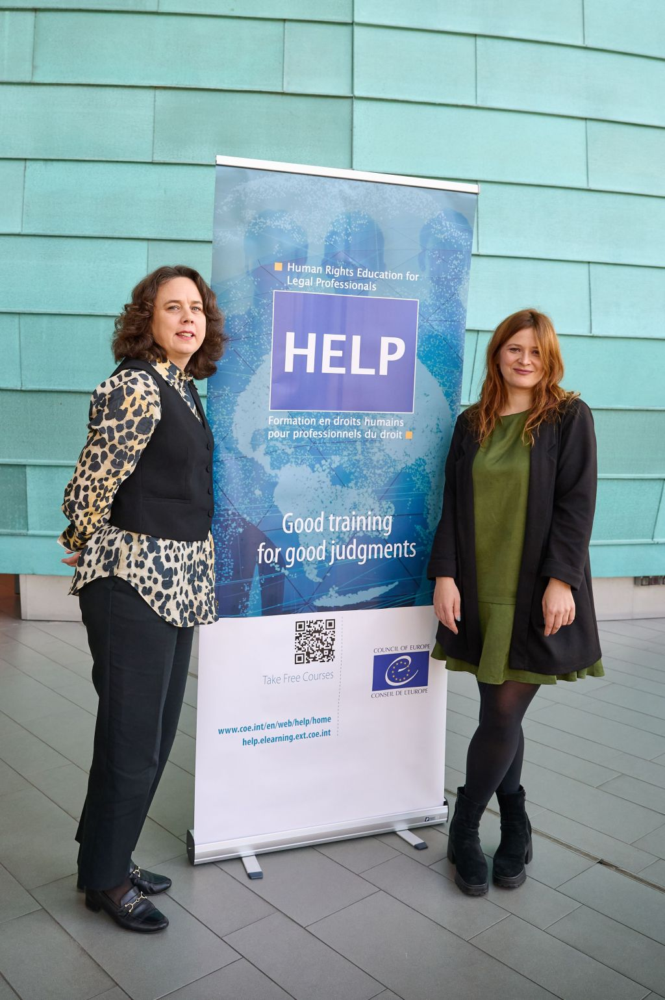 Human Rights Education for
Legal Professionals
HELP
Formation en droits humains
pour professionnels du droit
Good training
for good judgments
Take Free Courses
www.coe.int/en/web/help/home
help.elearning.ext.coe.int
COUNCIL OF EUROPE
CONSEIL DE L'EUROPE